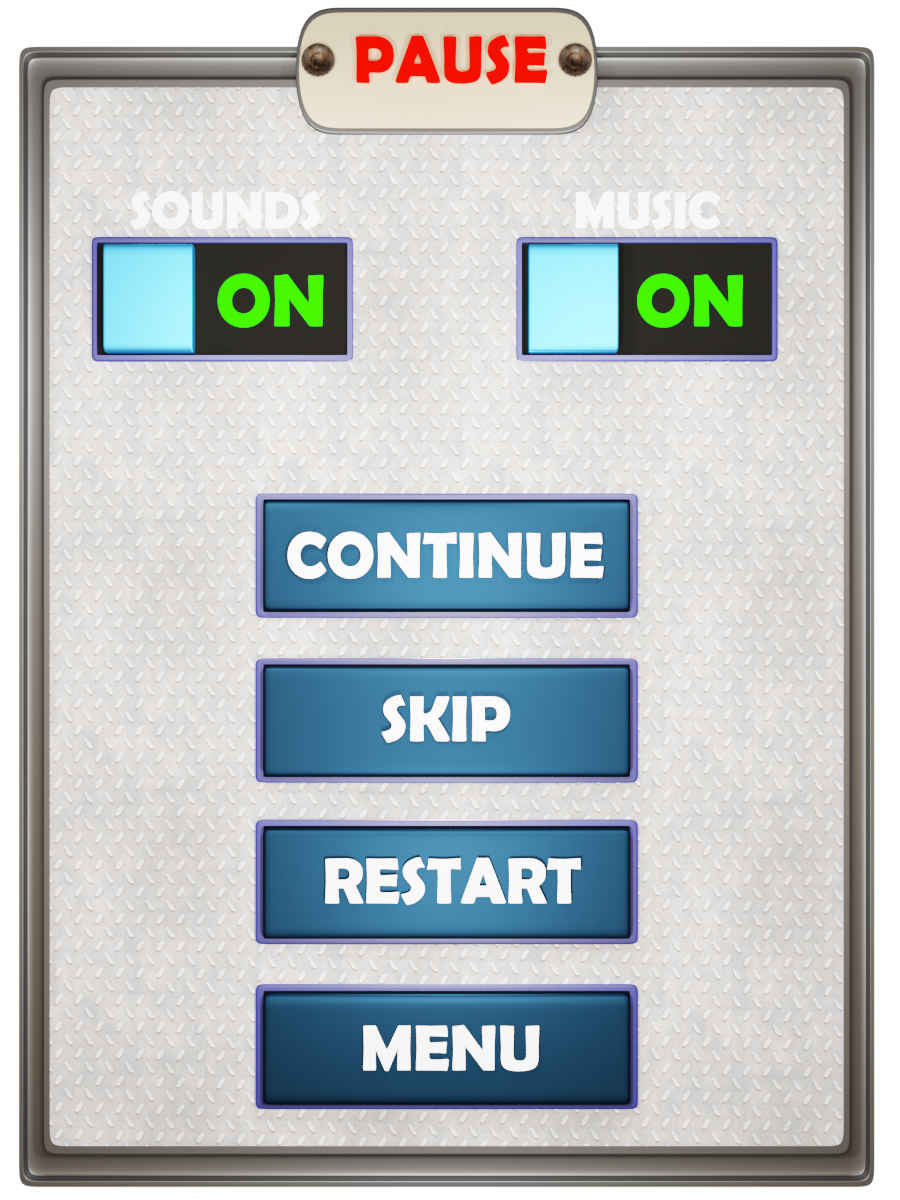 PAUSE
SOUNDS MUSIC
ON ON
CONTINUE
SKIP
RESTART
MENU